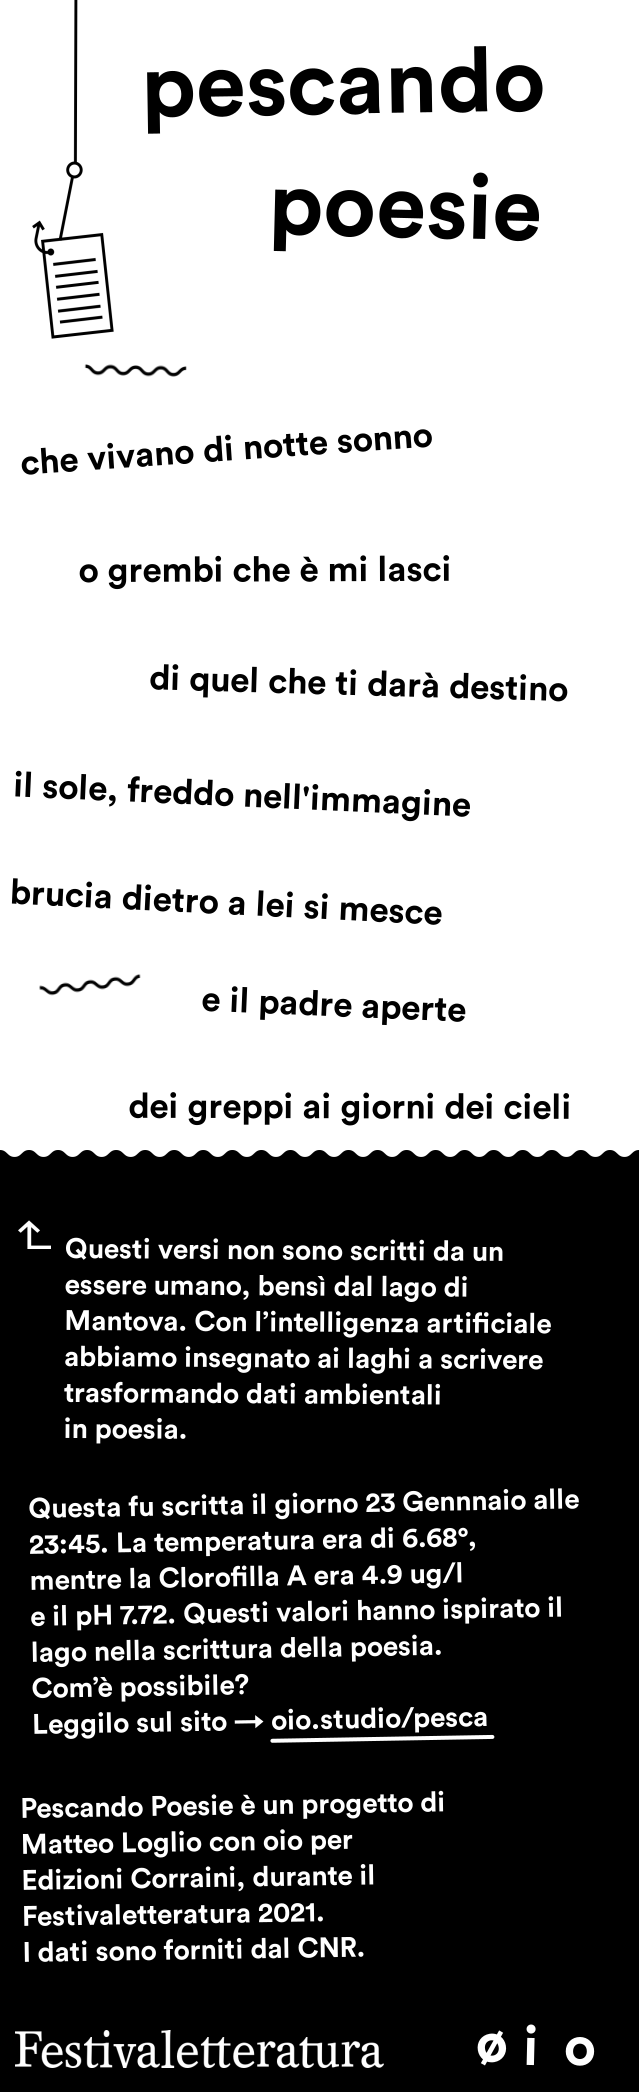 pescando
poesie
che vivano di notte sonno
o grembi che è mi lasci
di quel che ti darà destino
il sole, freddo nell'immagine
brucia dietro a lei si mesce
e il padre aperte
dei greppi ai giorni dei cieli
Questi versi non sono scritti da un
essere umano, bensì dal lago di
Mantova. Con l’intelligenza artificiale
abbiamo insegnato ai laghi a scrivere
trasformando dati ambientali
in poesia.
Questa fu scritta il giorno 23 Gennnaio alle
23:45. La temperatura era di 6.68°,
mentre la Clorofilla A era 4.9 ug/l
e il pH 7.72. Questi valori hanno ispirato il
lago nella scrittura della poesia.
Com’è possibile?
Leggilo sul sito → oio.studio/pesca
Pescando Poesie è un progetto di
Matteo Loglio con oio per
Edizioni Corraini, durante il
Festivaletteratura 2021.
I dati sono forniti dal CNR.
Festivaletteratura øio